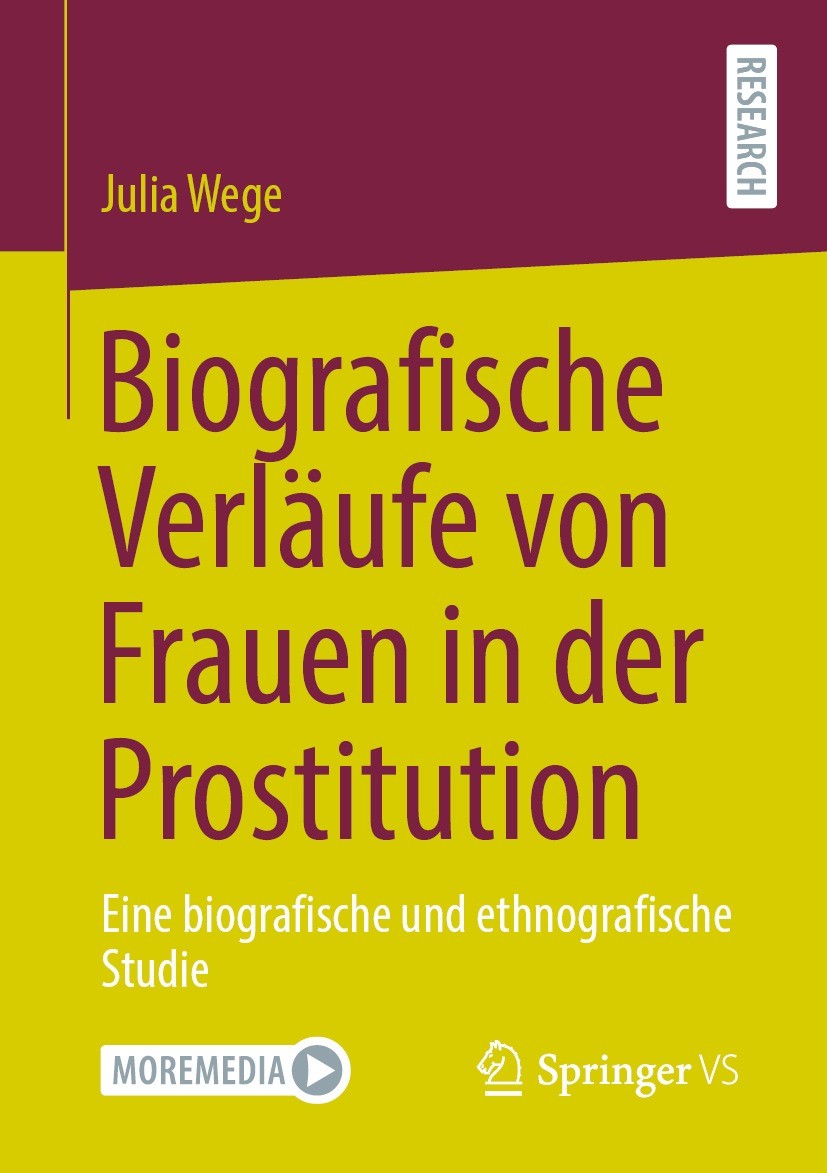 RESEARCH
Julia Wege
Biografische
Verläufe von
Frauen in der
Prostitution
Eine biografische und ethnografische
Studie
MOREMEDIA
Springer VS